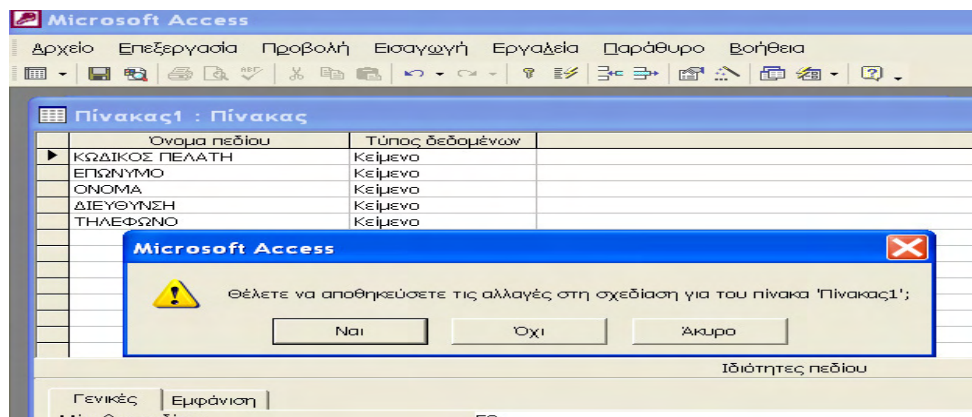 Microsoft Access
Αρχείο Επεξεργασία Προβολή Εισαγωγή Εργαλεία Παράθυρο Βοήθεια
Πίνακας1 : Πίνακας
Όνομα πεδίου Τύπος δεδομένων
ΚΩΔΙΚΟΣ ΠΕΛΑΤΗ Κείμενο
ΕΠΩΝΥΜΟ Κείμενο
ΟΝΟΜΑ Κείμενο
ΔΙΕΥΘΥΝΣΗ Κείμενο
ΤΗΛΕΦΩΝΟ Κείμενο
Microsoft Access
Θέλετε να αποθηκεύσετε τις αλλαγές στη σχεδίαση για του πίνακα 'Πίνακας1';
Ναι Όχι Άκυρο
Ιδιότητες πεδίου
Γενικές Εμφάνιση